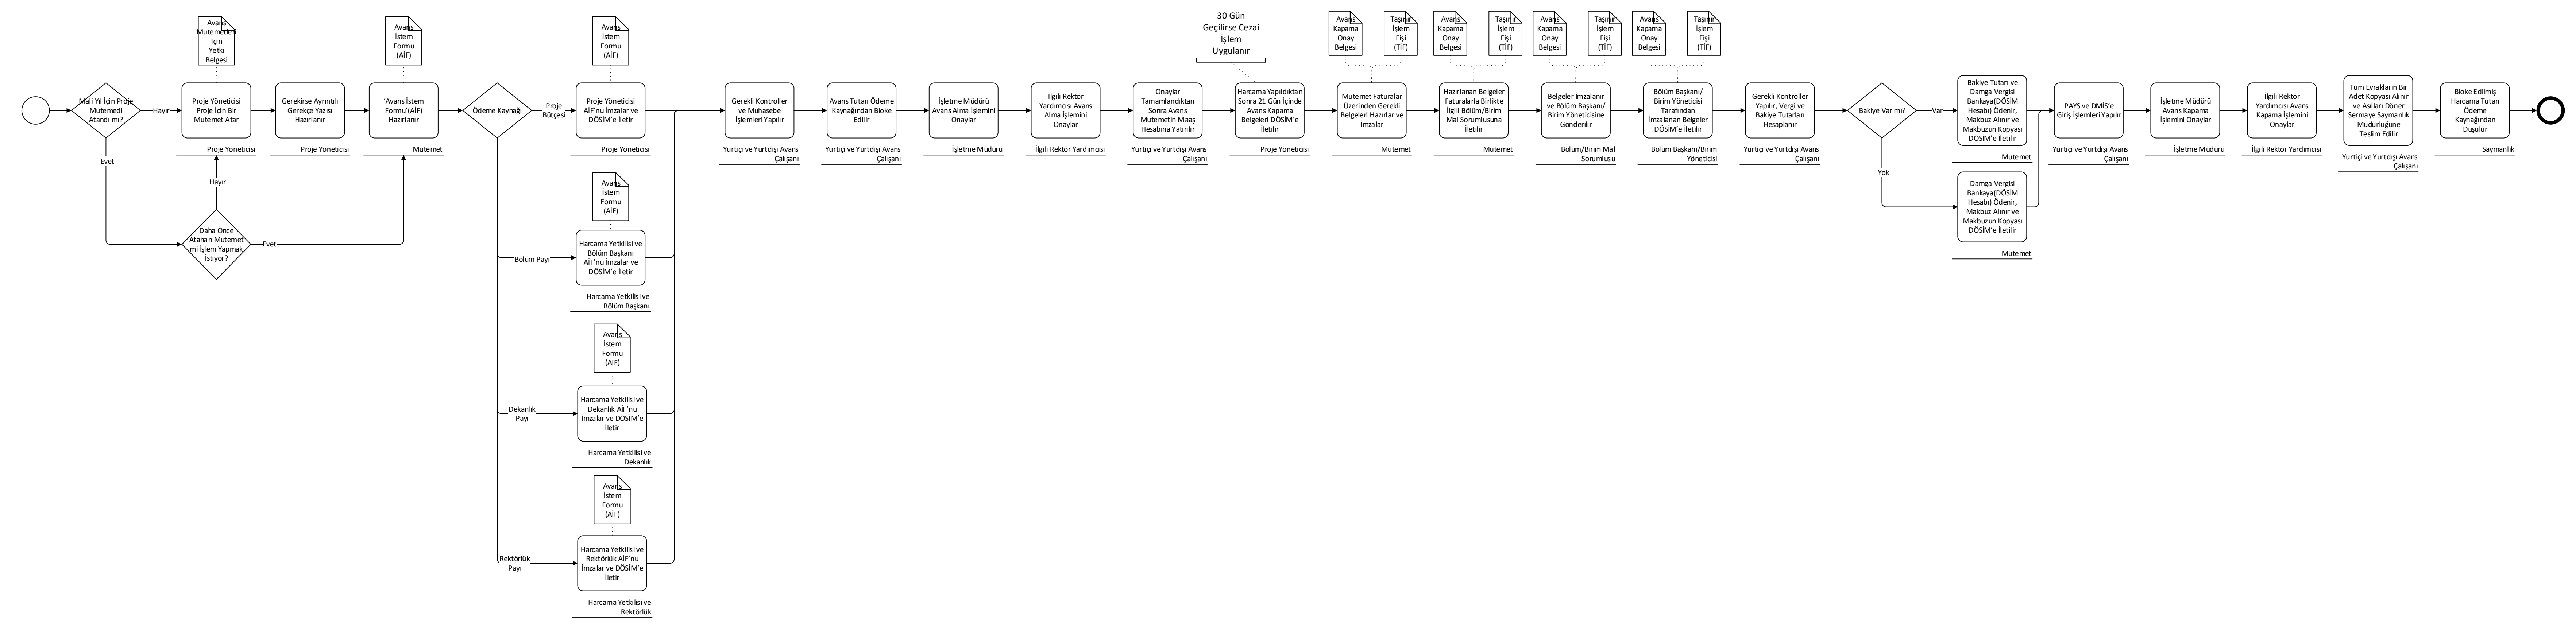 Mali Yıl İçin Proje
Mutemedi
Atandı mı?
Hayır
Evet
Avans
Mutemetleri
İçin
Yetki
Belgesi
Proje Yöneticisi
Proje İçin Bir
Mutemet Atar
Proje Yöneticisi
Hayır
Daha Önce
Atanan Mutemet
mi İşlem Yapmak
İstiyor?
Evet
Gerekirse Ayrıntılı
Gerekçe Yazısı
Hazırlanır
Proje Yöneticisi
Avans
İstem
Formu
(AİF)
‘Avans İstem
Formu’(AİF)
Hazırlanır
Mutemet
Ödeme Kaynağı
Proje
Bütçesi
Avans
İstem
Formu
(AİF)
Proje Yöneticisi
AİF’nu İmzalar ve
DÖSİM’e İletir
Proje Yöneticisi
Bölüm Payı
Avans
İstem
Formu
(AİF)
Harcama Yetkilisi ve
Bölüm Başkanı
AİF’nu İmzalar ve
DÖSİM’e İletir
Harcama Yetkilisi ve
Bölüm Başkanı
Dekanlık
Payı
Avans
İstem
Formu
(AİF)
Harcama Yetkilisi ve
Dekanlık AİF’nu
İmzalar ve DÖSİM’e
İletir
Harcama Yetkilisi ve
Dekanlık
Rektörlük
Payı
Avans
İstem
Formu
(AİF)
Harcama Yetkilisi ve
Rektörlük AİF’nu
İmzalar ve DÖSİM’e
İletir
Harcama Yetkilisi ve
Rektörlük
Gerekli Kontroller
ve Muhasebe
İşlemleri Yapılır
Yurtiçi ve Yurtdışı Avans
Çalışanı
Avans Tutarı Ödeme
Kaynağından Bloke
Edilir
Yurtiçi ve Yurtdışı Avans
Çalışanı
İşletme Müdürü
Avans Alma İşlemini
Onaylar
İşletme Müdürü
İlgili Rektör
Yardımcısı Avans
Alma İşlemini
Onaylar
İlgili Rektör Yardımcısı
Onaylar
Tamamlandıktan
Sonra Avans
Mutemetin Maaş
Hesabına Yatırılır
Yurtiçi ve Yurtdışı Avans
Çalışanı
30 Gün
Geçilirse Cezai
İşlem
Uygulanır
Harcama Yapıldıktan
Sonra 21 Gün İçinde
Avans Kapama
Belgeleri DÖSİM’e
İletilir
Proje Yöneticisi
Avans
Kapama
Onay
Belgesi
Taşınır
İşlem
Fişi
(TİF)
Mutemet Faturalar
Üzerinden Gerekli
Belgeleri Hazırlar ve
İmzalar
Mutemet
Avans
Kapama
Onay
Belgesi
Taşınır
İşlem
Fişi
(TİF)
Hazırlanan Belgeler
Faturalarla Birlikte
İlgili Bölüm/Birim
Mal Sorumlusuna
İletilir
Mutemet
Avans
Kapama
Onay
Belgesi
Taşınır
İşlem
Fişi
(TİF)
Belgeler İmzalanır
ve Bölüm Başkanı/
Birim Yöneticisine
Gönderilir
Bölüm/Birim Mal
Sorumlusu
Avans
Kapama
Onay
Belgesi
Taşınır
İşlem
Fişi
(TİF)
Bölüm Başkanı/
Birim Yöneticisi
Tarafından
İmzalanan Belgeler
DÖSİM’e İletilir
Bölüm Başkanı/Birim
Yöneticisi
Gerekli Kontroller
Yapılır, Vergi ve
Bakiye Tutarları
Hesaplanır
Yurtiçi ve Yurtdışı Avans
Çalışanı
Bakiye Var mı?
Var
Yok
Bakiye Tutarı ve
Damga Vergisi
Bankaya(DÖSİM
Hesabı) Ödenir,
Makbuz Alınır ve
Makbuzun Kopyası
DÖSİM’e İletilir
Mutemet
Damga Vergisi
Bankaya(DÖSİM
Hesabı) Ödenir,
Makbuz Alınır ve
Makbuzun Kopyası
DÖSİM’e İletilir
Mutemet
PAYS ve DMİS’e
Giriş İşlemleri Yapılır
Yurtiçi ve Yurtdışı Avans
Çalışanı
İşletme Müdürü
Avans Kapama
İşlemini Onaylar
İşletme Müdürü
İlgili Rektör
Yardımcısı Avans
Kapama İşlemini
Onaylar
İlgili Rektör Yardımcısı
Tüm Evrakların Bir
Adet Kopyası Alınır
ve Asılları Döner
Sermaye Saymanlık
Müdürlüğüne
Teslim Edilir
Yurtiçi ve Yurtdışı Avans
Çalışanı
Bloke Edilmiş
Harcama Tutarı
Ödeme
Kaynağından
Düşülür
Saymanlık